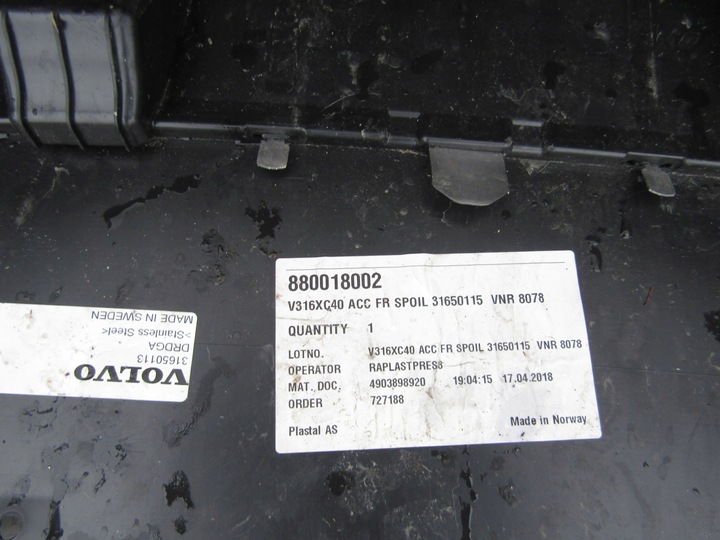 880018002
V316XC40 ACC FR SPOIL 31650115 VNR 8078
QUANTITY 1
LOTNO. V316XC40 ACC FR SPOIL 31650115 VNR 8078
OPERATOR RAPLASTPRES8
MAT. DOC. 4903898920 19:04:15 17.04.2018
ORDER 727188
Plastal AS Made in Norway
VOLVO
31650113
DRDGA
>Stainless Steel<
MADE IN SWEDEN